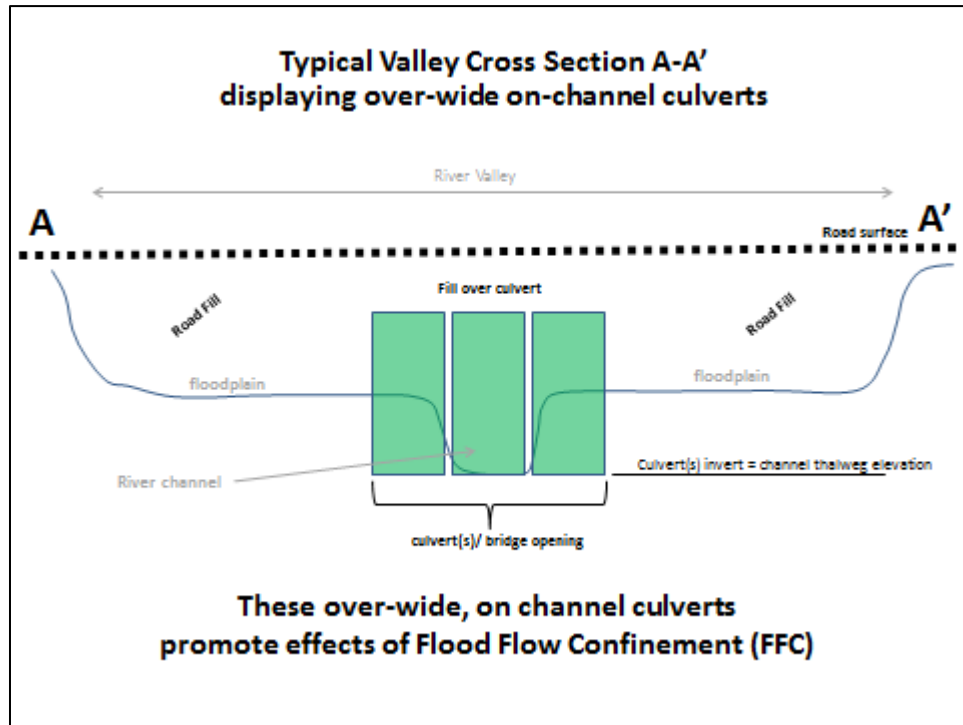 Typical Valley Cross Section A-A’
displaying over-wide on-channel culverts
River Valley
A
A’
Road surface
Fill over culvert
Road Fill
Road Fill
floodplain
floodplain
River channel
Culvert(s) invert = channel thalweg elevation
culvert(s)/ bridge opening
These over-wide, on channel culverts
promote effects of Flood Flow Confinement (FFC)